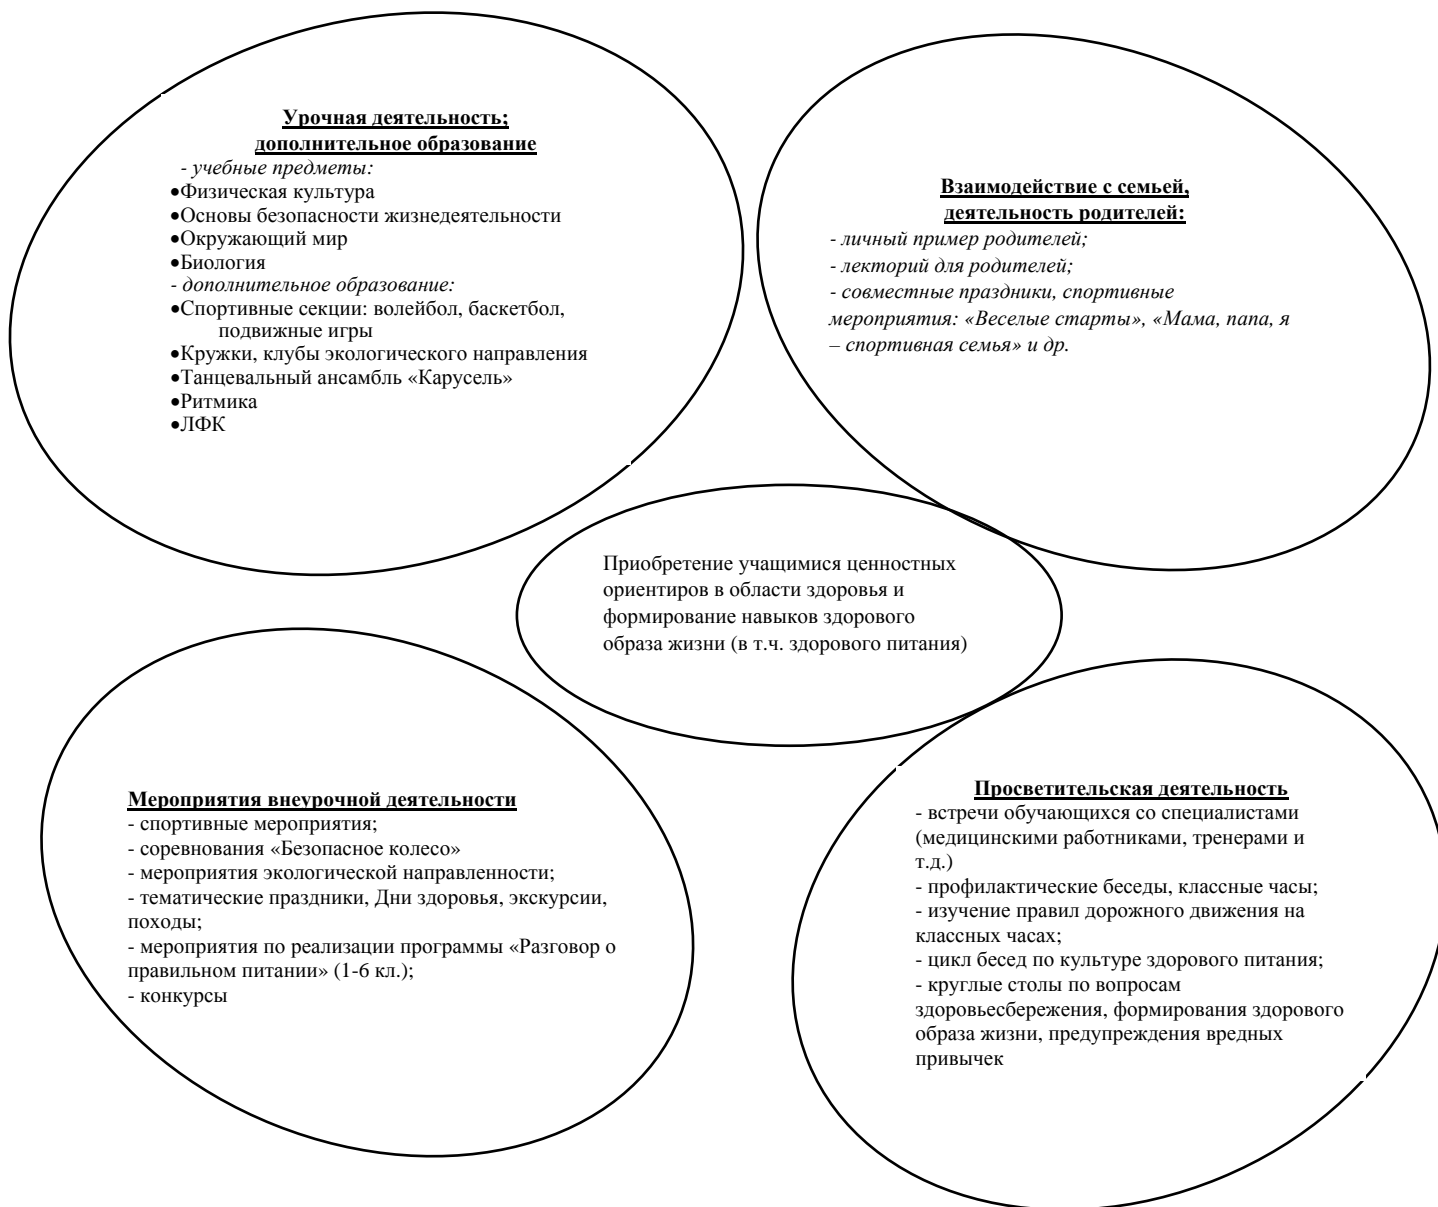 Урочная деятельность;
дополнительное образование
- учебные предметы:
•Физическая культура
•Основы безопасности жизнедеятельности
•Окружающий мир
•Биология
- дополнительное образование:
•Спортивные секции: волейбол, баскетбол,
подвижные игры
•Кружки, клубы экологического направления
•Танцевальный ансамбль «Карусель»
•Ритмика
•ЛФК
Взаимодействие с семьей,
деятельность родителей:
- личный пример родителей;
- лекторий для родителей;
- совместные праздники, спортивные
мероприятия: «Веселые старты», «Мама, папа, я
– спортивная семья» и др.
Приобретение учащимися ценностных
ориентиров в области здоровья и
формирование навыков здорового
образа жизни (в т.ч. здорового питания)
Мероприятия внеурочной деятельности
- спортивные мероприятия;
- соревнования «Безопасное колесо»
- мероприятия экологической направленности;
- тематические праздники, Дни здоровья, экскурсии,
походы;
- мероприятия по реализации программы «Разговор о
правильном питании» (1-6 кл.);
- конкурсы
Просветительская деятельность
- встречи обучающихся со специалистами
(медицинскими работниками, тренерами и
т.д.)
- профилактические беседы, классные часы;
- изучение правил дорожного движения на
классных часах;
- цикл бесед по культуре здорового питания;
- круглые столы по вопросам
здоровьесбережения, формирования здорового
образа жизни, предупреждения вредных
привычек